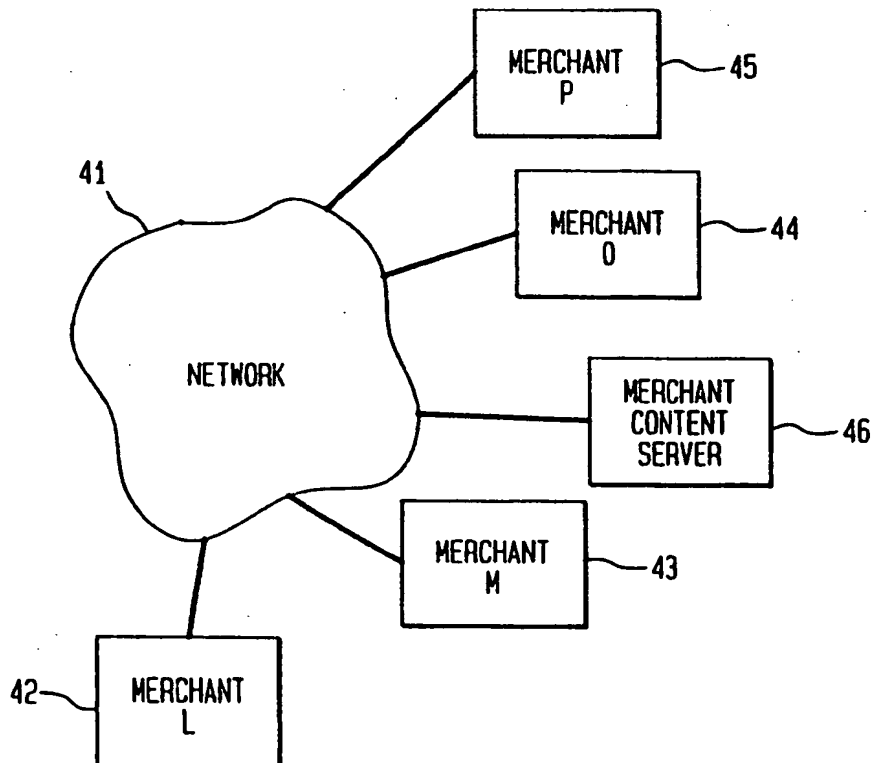 MERCHANT
P
45
41
MERCHANT
O
44
NETWORK
MERCHANT
CONTENT
SERVER
46
MERCHANT
M
43
42
MERCHANT
L